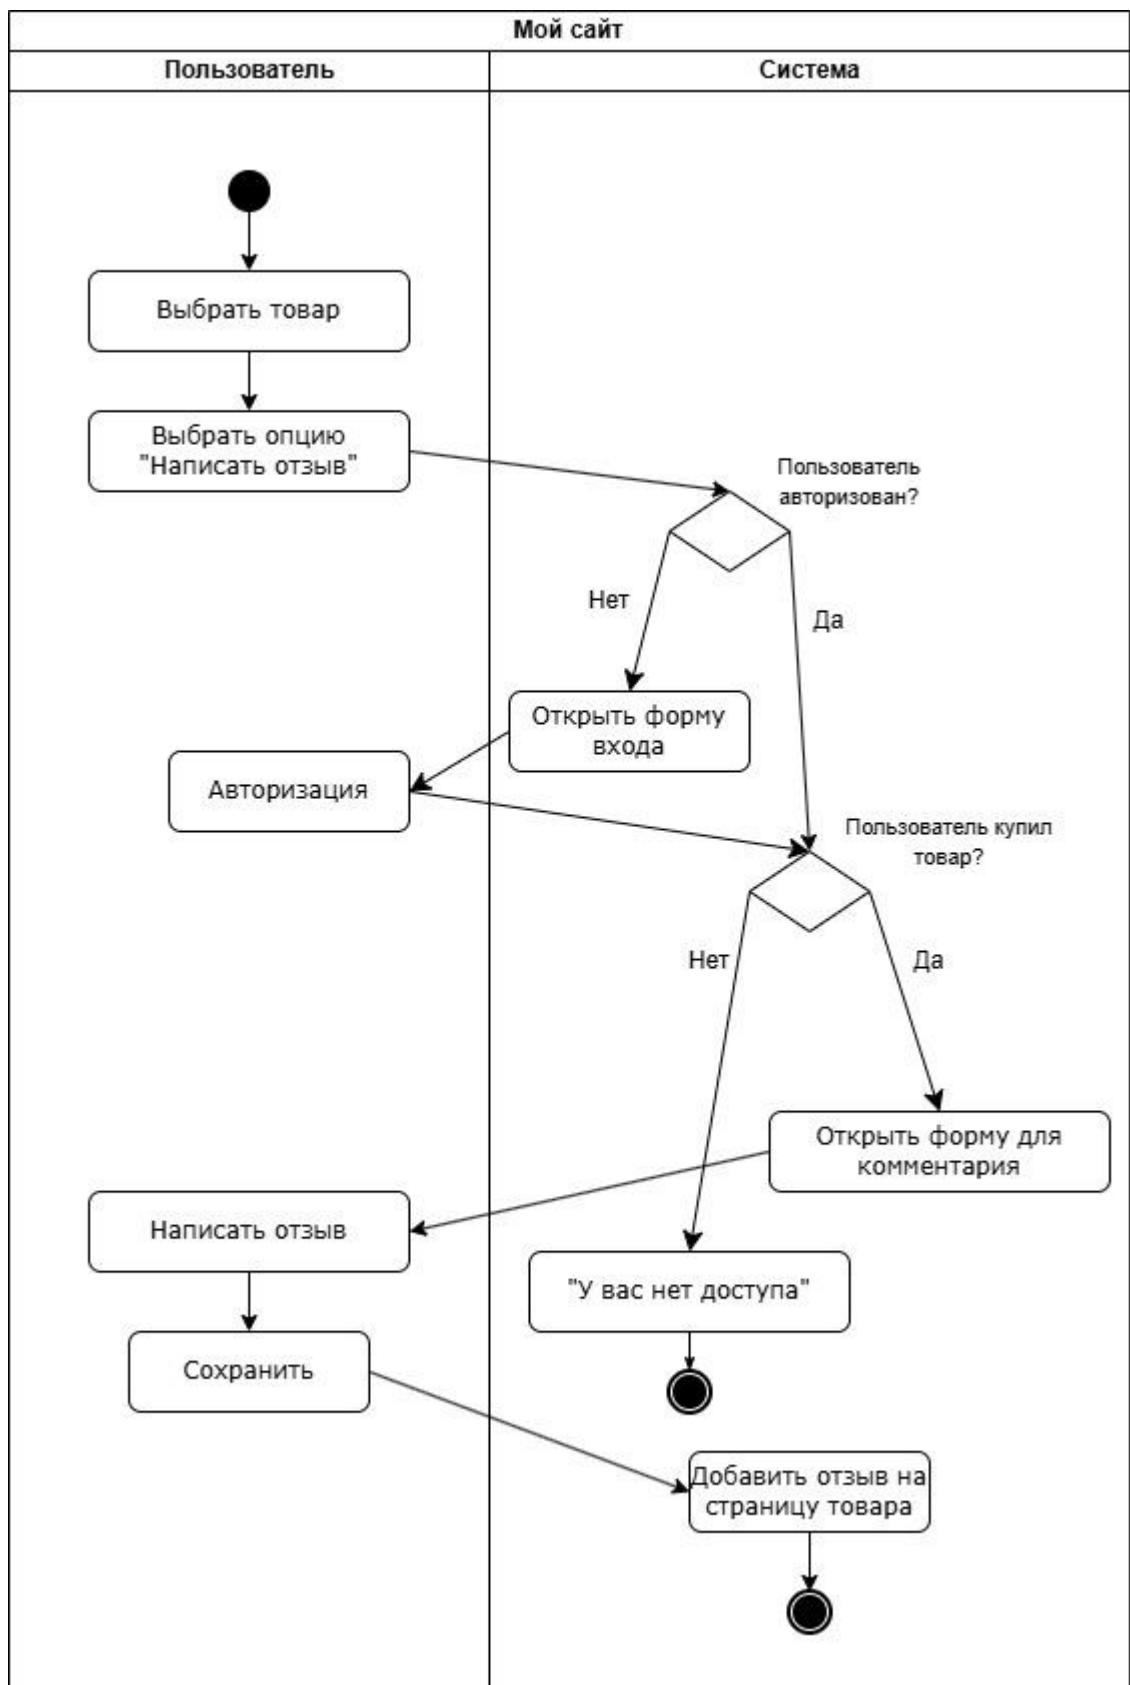 Мой сайт
Пользователь
Система
Выбрать товар
Выбрать опцию
"Написать отзыв"
Пользователь
авторизован?
Нет
Да
Открыть форму
входа
Авторизация
Пользователь купил
товар?
Нет
Да
Открыть форму для
комментария
Написать отзыв
"У вас нет доступа"
Сохранить
Добавить отзыв на
страницу товара